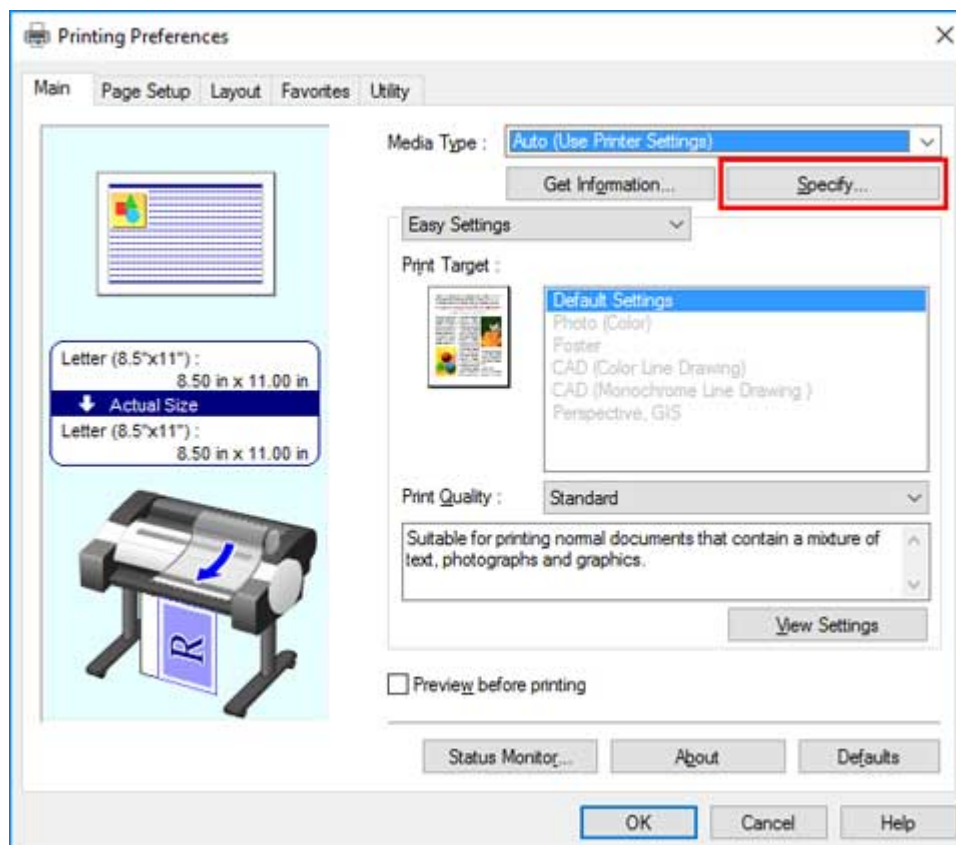 Printing Preferences
Main Page Setup Layout Favorites Utility
Media Type : Auto (Use Printer Settings)
Get Information... Specify...
Easy Settings
Print Target :
Default Settings
Photo (Color)
Poster
CAD (Color Line Drawing)
CAD (Monochrome Line Drawing )
Perspective, GIS
Letter (8.5"x11") :
8.50 in x 11.00 in
Actual Size
Letter (8.5"x11") :
8.50 in x 11.00 in
R
Print Quality : Standard
Suitable for printing normal documents that contain a mixture of
text, photographs and graphics.
View Settings
Preview before printing
Status Monitor... About Defaults
OK Cancel Help